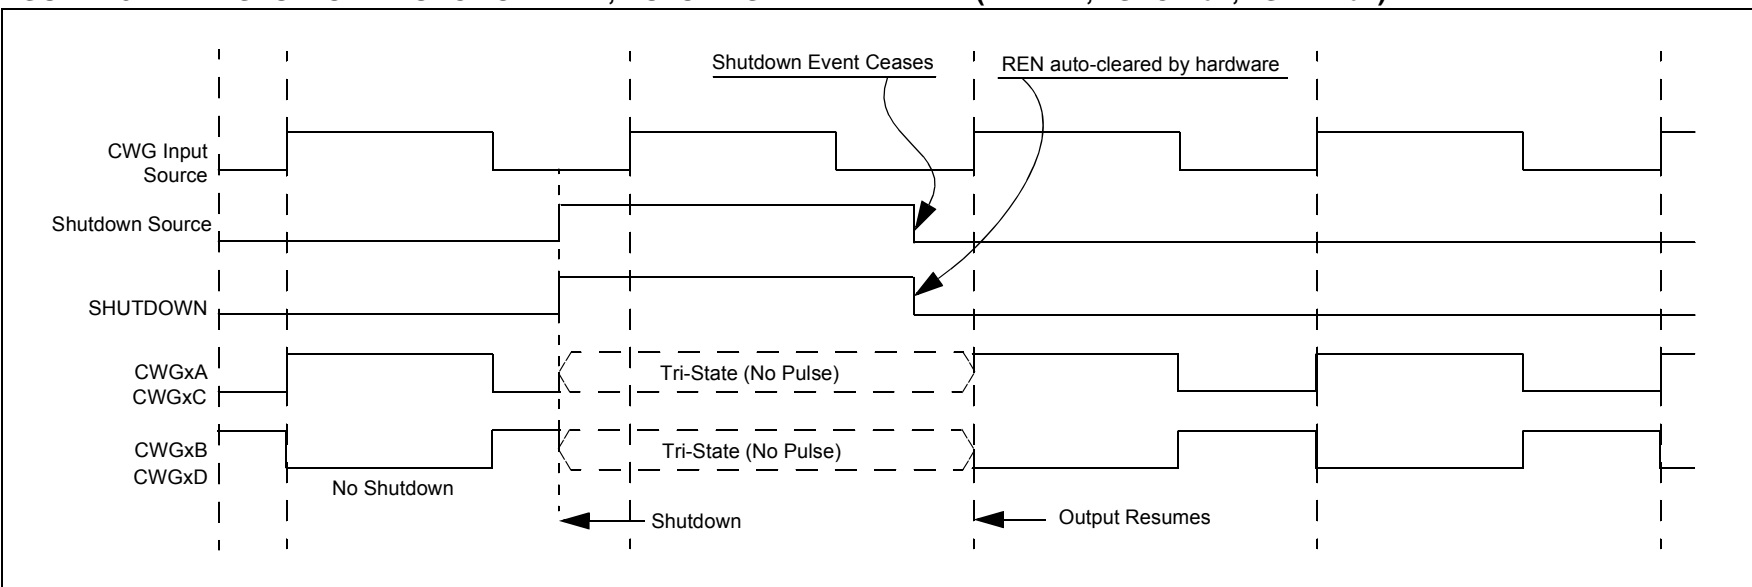 Shutdown Event Ceases
REN auto-cleared by hardware
CWG Input
Source
Shutdown Source
SHUTDOWN
CWGxA
CWGxC
Tri-State (No Pulse)
CWGxB
CWGxD
Tri-State (No Pulse)
No Shutdown
Shutdown
Output Resumes